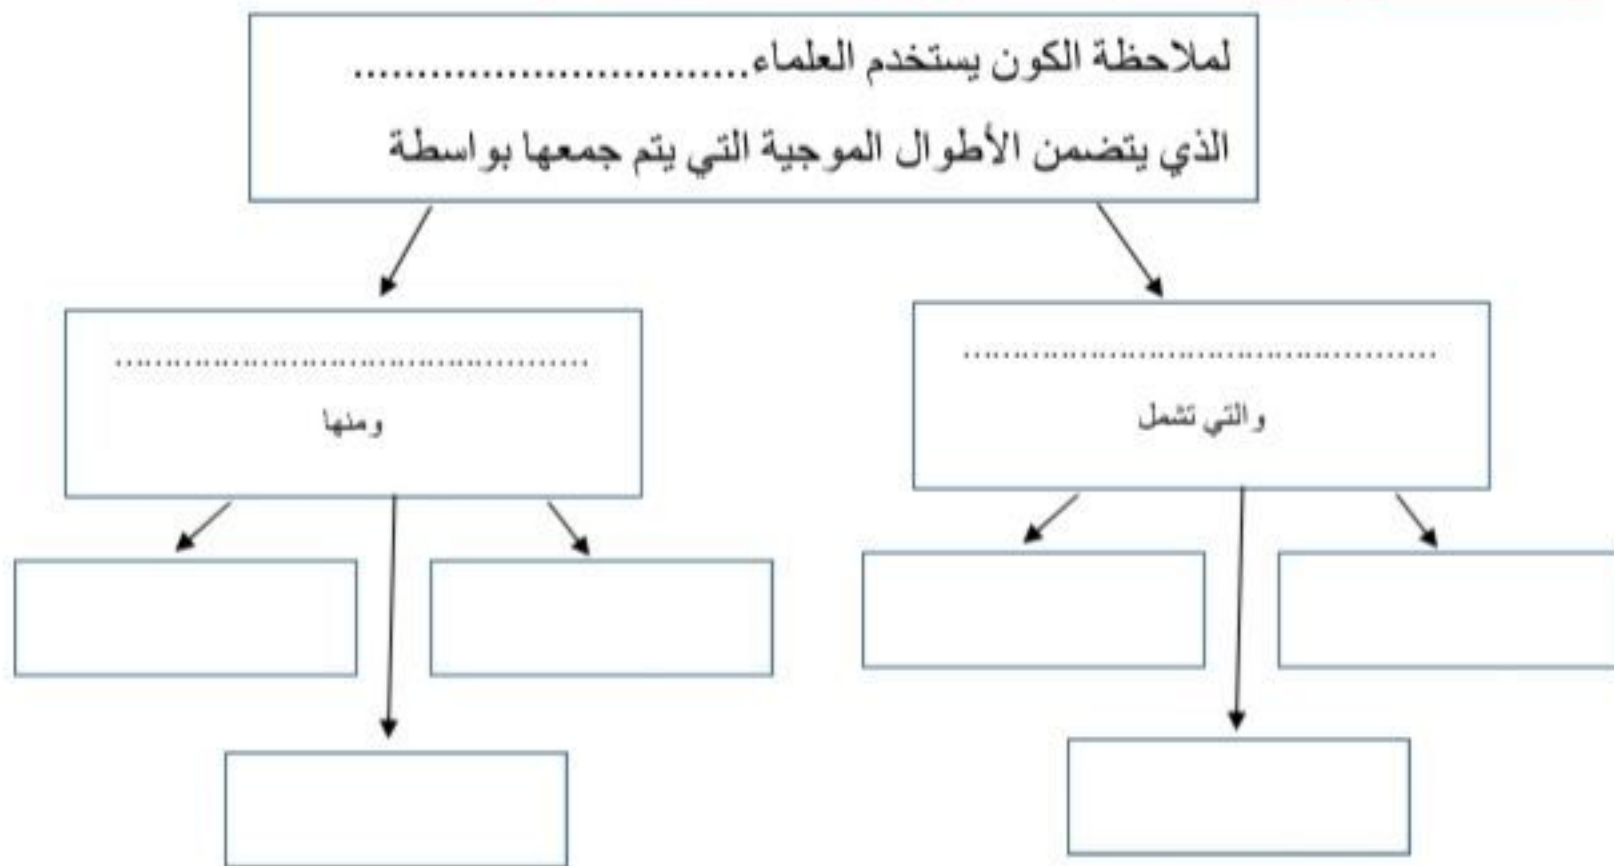 لملاحظة الكون يستخدم العلماء..............................
الذي يتضمن الأطوال الموجية التي يتم جمعها بواسطة
..............................................
والتي تشمل
..............................................
ومنها